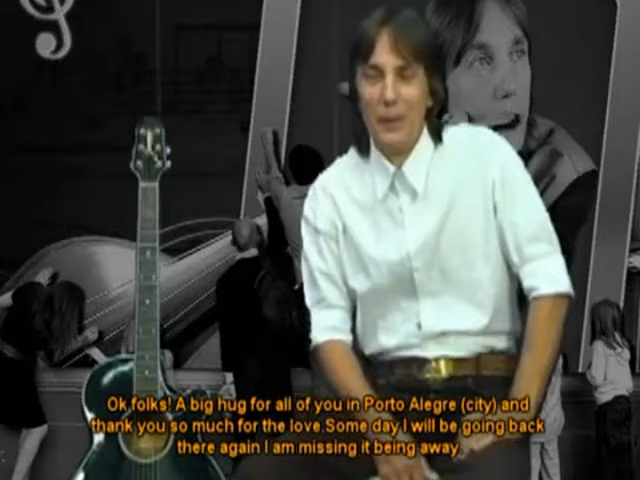 Ok folks! A big hug for all of you in Porto Alegre (city) and
thank you so much for the love.Some day I will be going back
there again I am missing it being away.